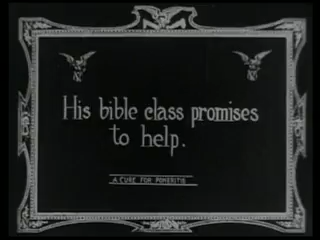 His bible class promises
to help.
A CURE FOR POKERITIS